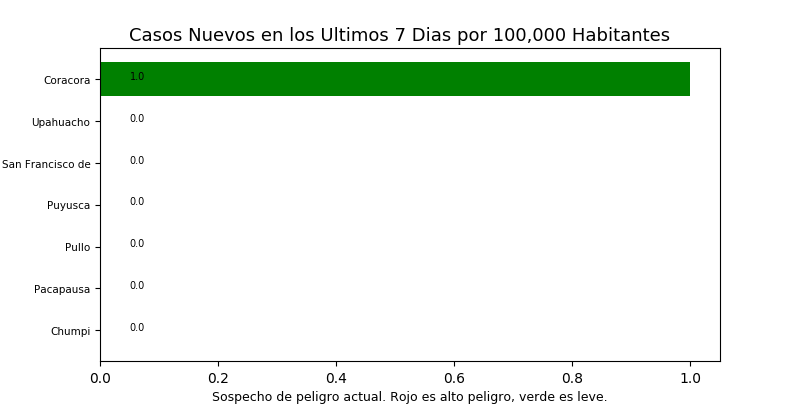 Casos Nuevos en los Ultimos 7 Dias por 100,000 Habitantes
Coracora 1.0
Upahuacho 0.0
San Francisco de 0.0
Puyusca 0.0
Pullo 0.0
Pacapausa 0.0
Chumpi 0.0
0.0 0.2 0.4 0.6 0.8 1.0
Sospecho de peligro actual. Rojo es alto peligro, verde es leve.